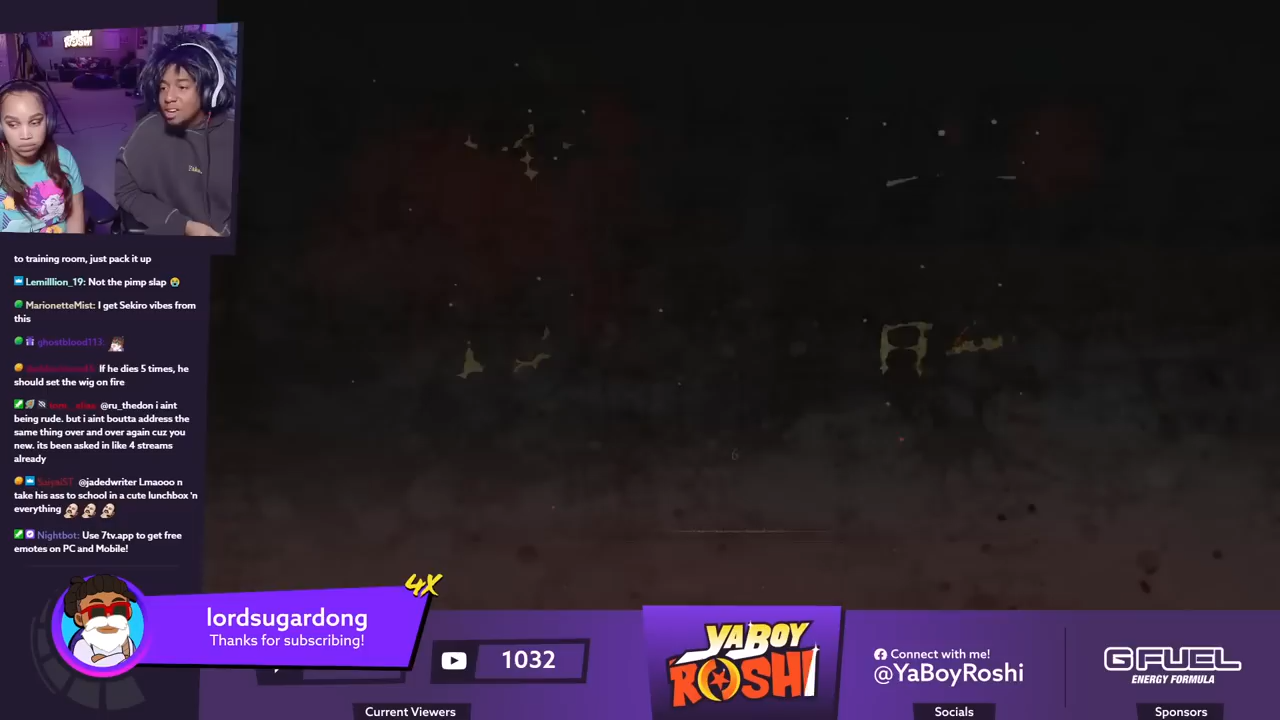 YABOY
ROSHI
to training room, just pack it up
Lemilllion_19: Not the pimp slap
MarionetteMist: I get Sekiro vibes from
this
ghostblood113:
If he dies 5 times, he
should set the wig on fire
@ru_thedon i aint
being rude. but i aint boutta address the
same thing over and over again cuz you
new. its been asked in like 4 streams
already
@jadedwriter Lmaooo n
take his ass to school in a cute lunchbox 'n
everything
Nightbot: Use 7tv.app to get free
emotes on PC and Mobile!
4X
lordsugardong
Thanks for subscribing!
1032
Current Viewers
YABOY
ROSHI
Connect with me!
@YaBoyRoshi
Socials
G FUEL
ENERGY FORMULA
Sponsors